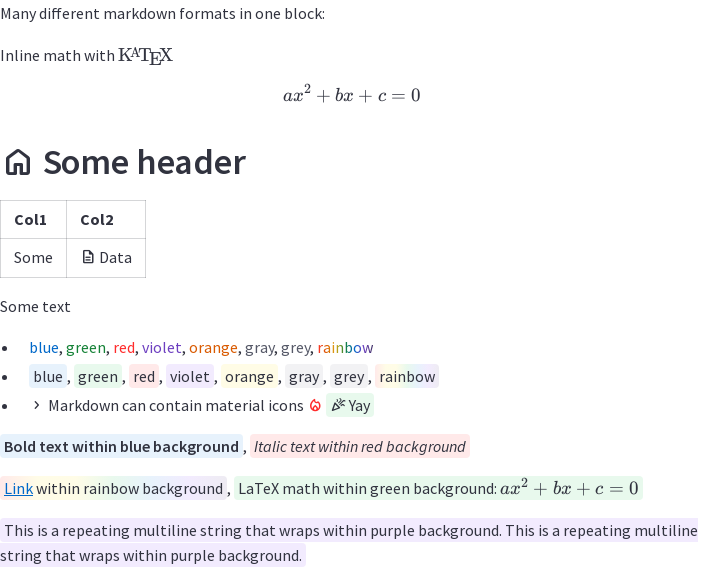 Many different markdown formats in one block:
Inline math with KATEX
ax² + bx + c = 0
Some header
Col1 Col2
Some Data
Some text
blue, green, red, violet, orange, gray, grey, rainbow
blue , green , red , violet , orange , gray , grey , rainbow
Markdown can contain material icons Yay
Bold text within blue background , Italic text within red background
Link within rainbow background , LaTeX math within green background: ax² + bx + c = 0
This is a repeating multiline string that wraps within purple background. This is a repeating multiline
string that wraps within purple background.